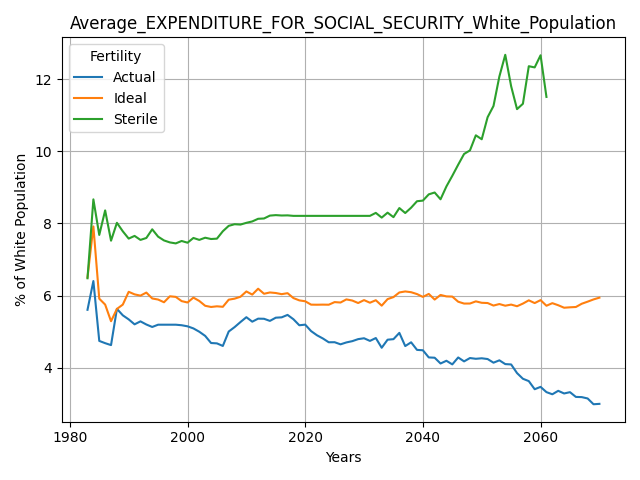 Average_EXPENDITURE_FOR_SOCIAL_SECURITY_White_Population
Fertility
Actual
Ideal
Sterile
% of White Population
12
10
8
6
4
1980
2000
2020
2040
2060
Years